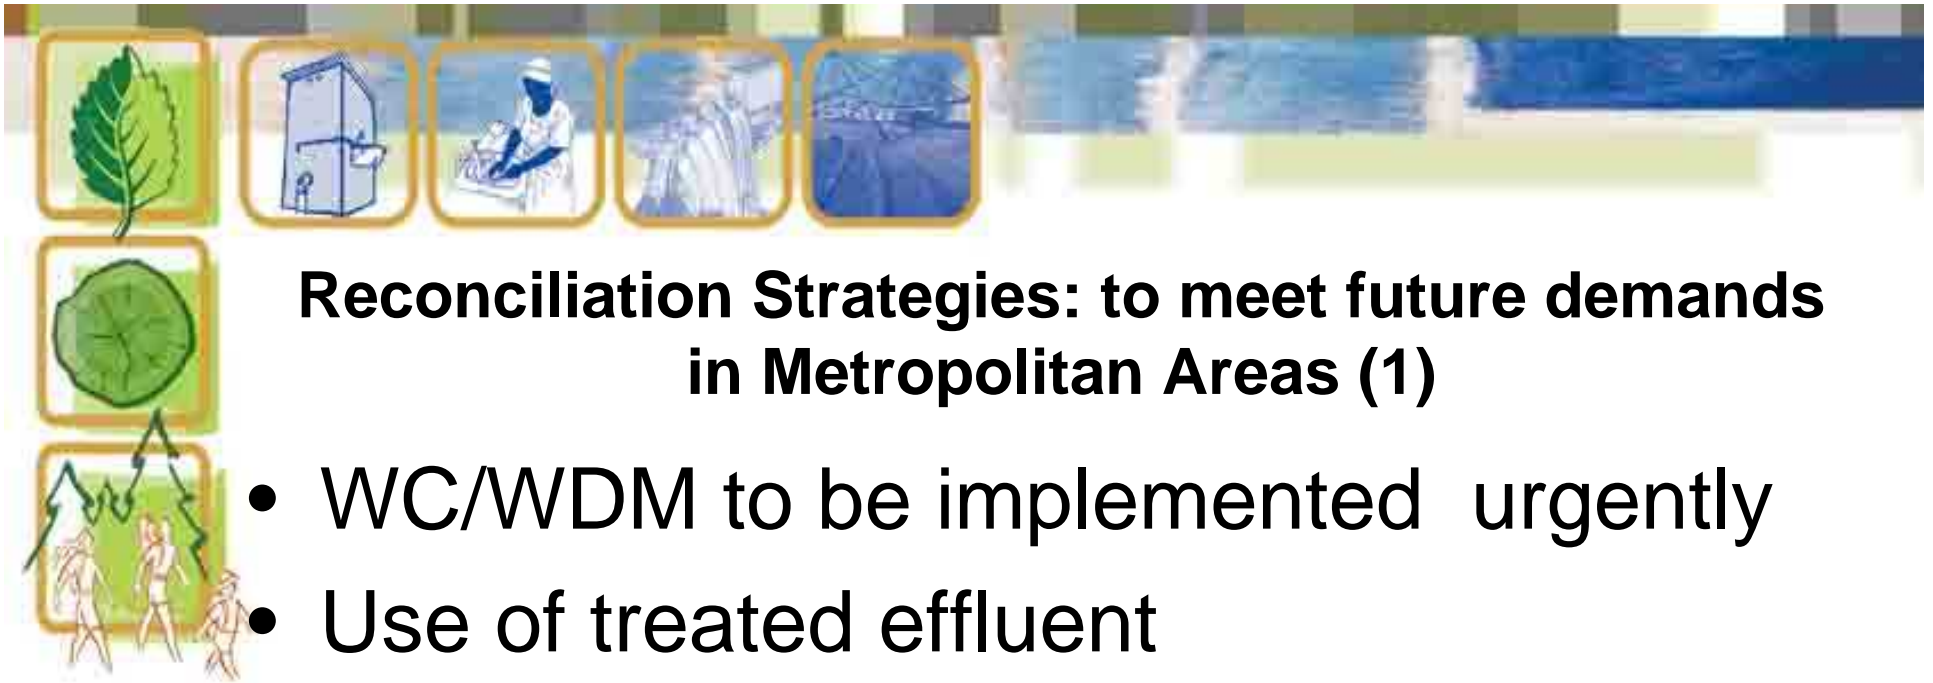 Reconciliation Strategies: to meet future demands
in Metropolitan Areas (1)
• WC/WDM to be implemented  urgently
• Use of treated effluent